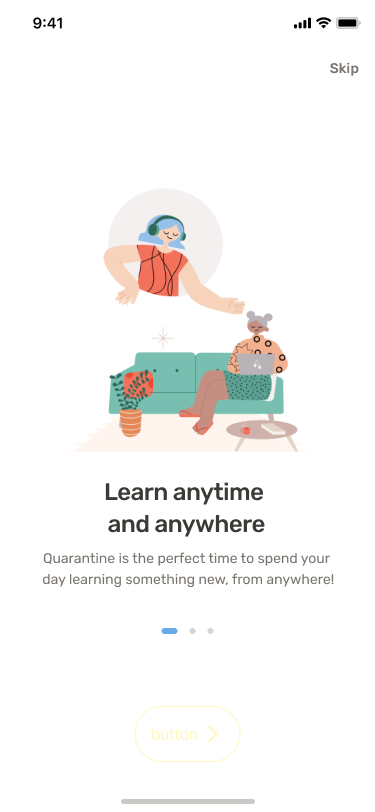 9:41
Skip
Learn anytime
and anywhere
Quarantine is the perfect time to spend your
day learning something new, from anywhere!
button